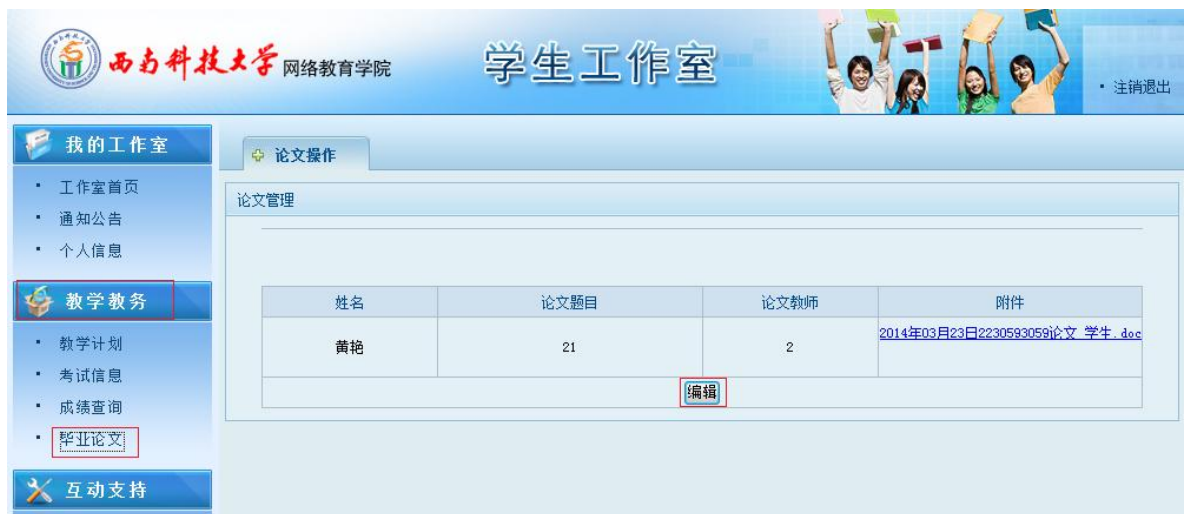 西南科技大学 网络教育学院
学生工作室
· 注销退出
我的工作室
· 工作室首页
· 通知公告
· 个人信息
教学教务
· 教学计划
· 考试信息
· 成绩查询
· 毕业论文
互动支持
论文操作
论文管理
姓名 论文题目 论文教师 附件
黄艳 21 2 2014年03月23日2230593059论文_学生.doc
编辑